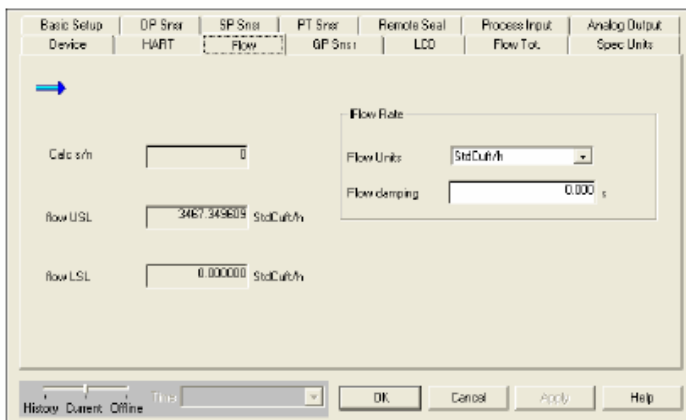 Basic Setup DP Snsr SP Snsr PT Snsr Remote Seal Process Input Analog Output
Device HART Flow GP Snsr LCD Flow Tot. Spec Units
Flow Rate
Calc s/n 0
Flow Units StdCuft/h
Flow damping 0.000 s
flow USL 3467.349609 StdCuft/h
flow LSL 0.000000 StdCuft/h
Time
History Current Offline
OK Cancel Apply Help